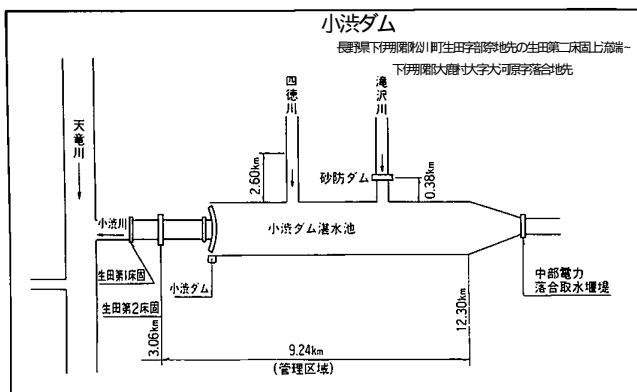 小渋ダム
長野県下伊那郡松川町生田字部奈地先の生田第二床固上流端~
下伊那郡大鹿村大字大河原字落合地先
四徳川
滝沢川
天竜川
2.60km
砂防ダム
0.38km
小渋川
小渋ダム湛水池
生田第1床固
小渋ダム
中部電力
落合取水堰堤
生田第2床固
3.06km
12.30km
9.24km
(管理区域)